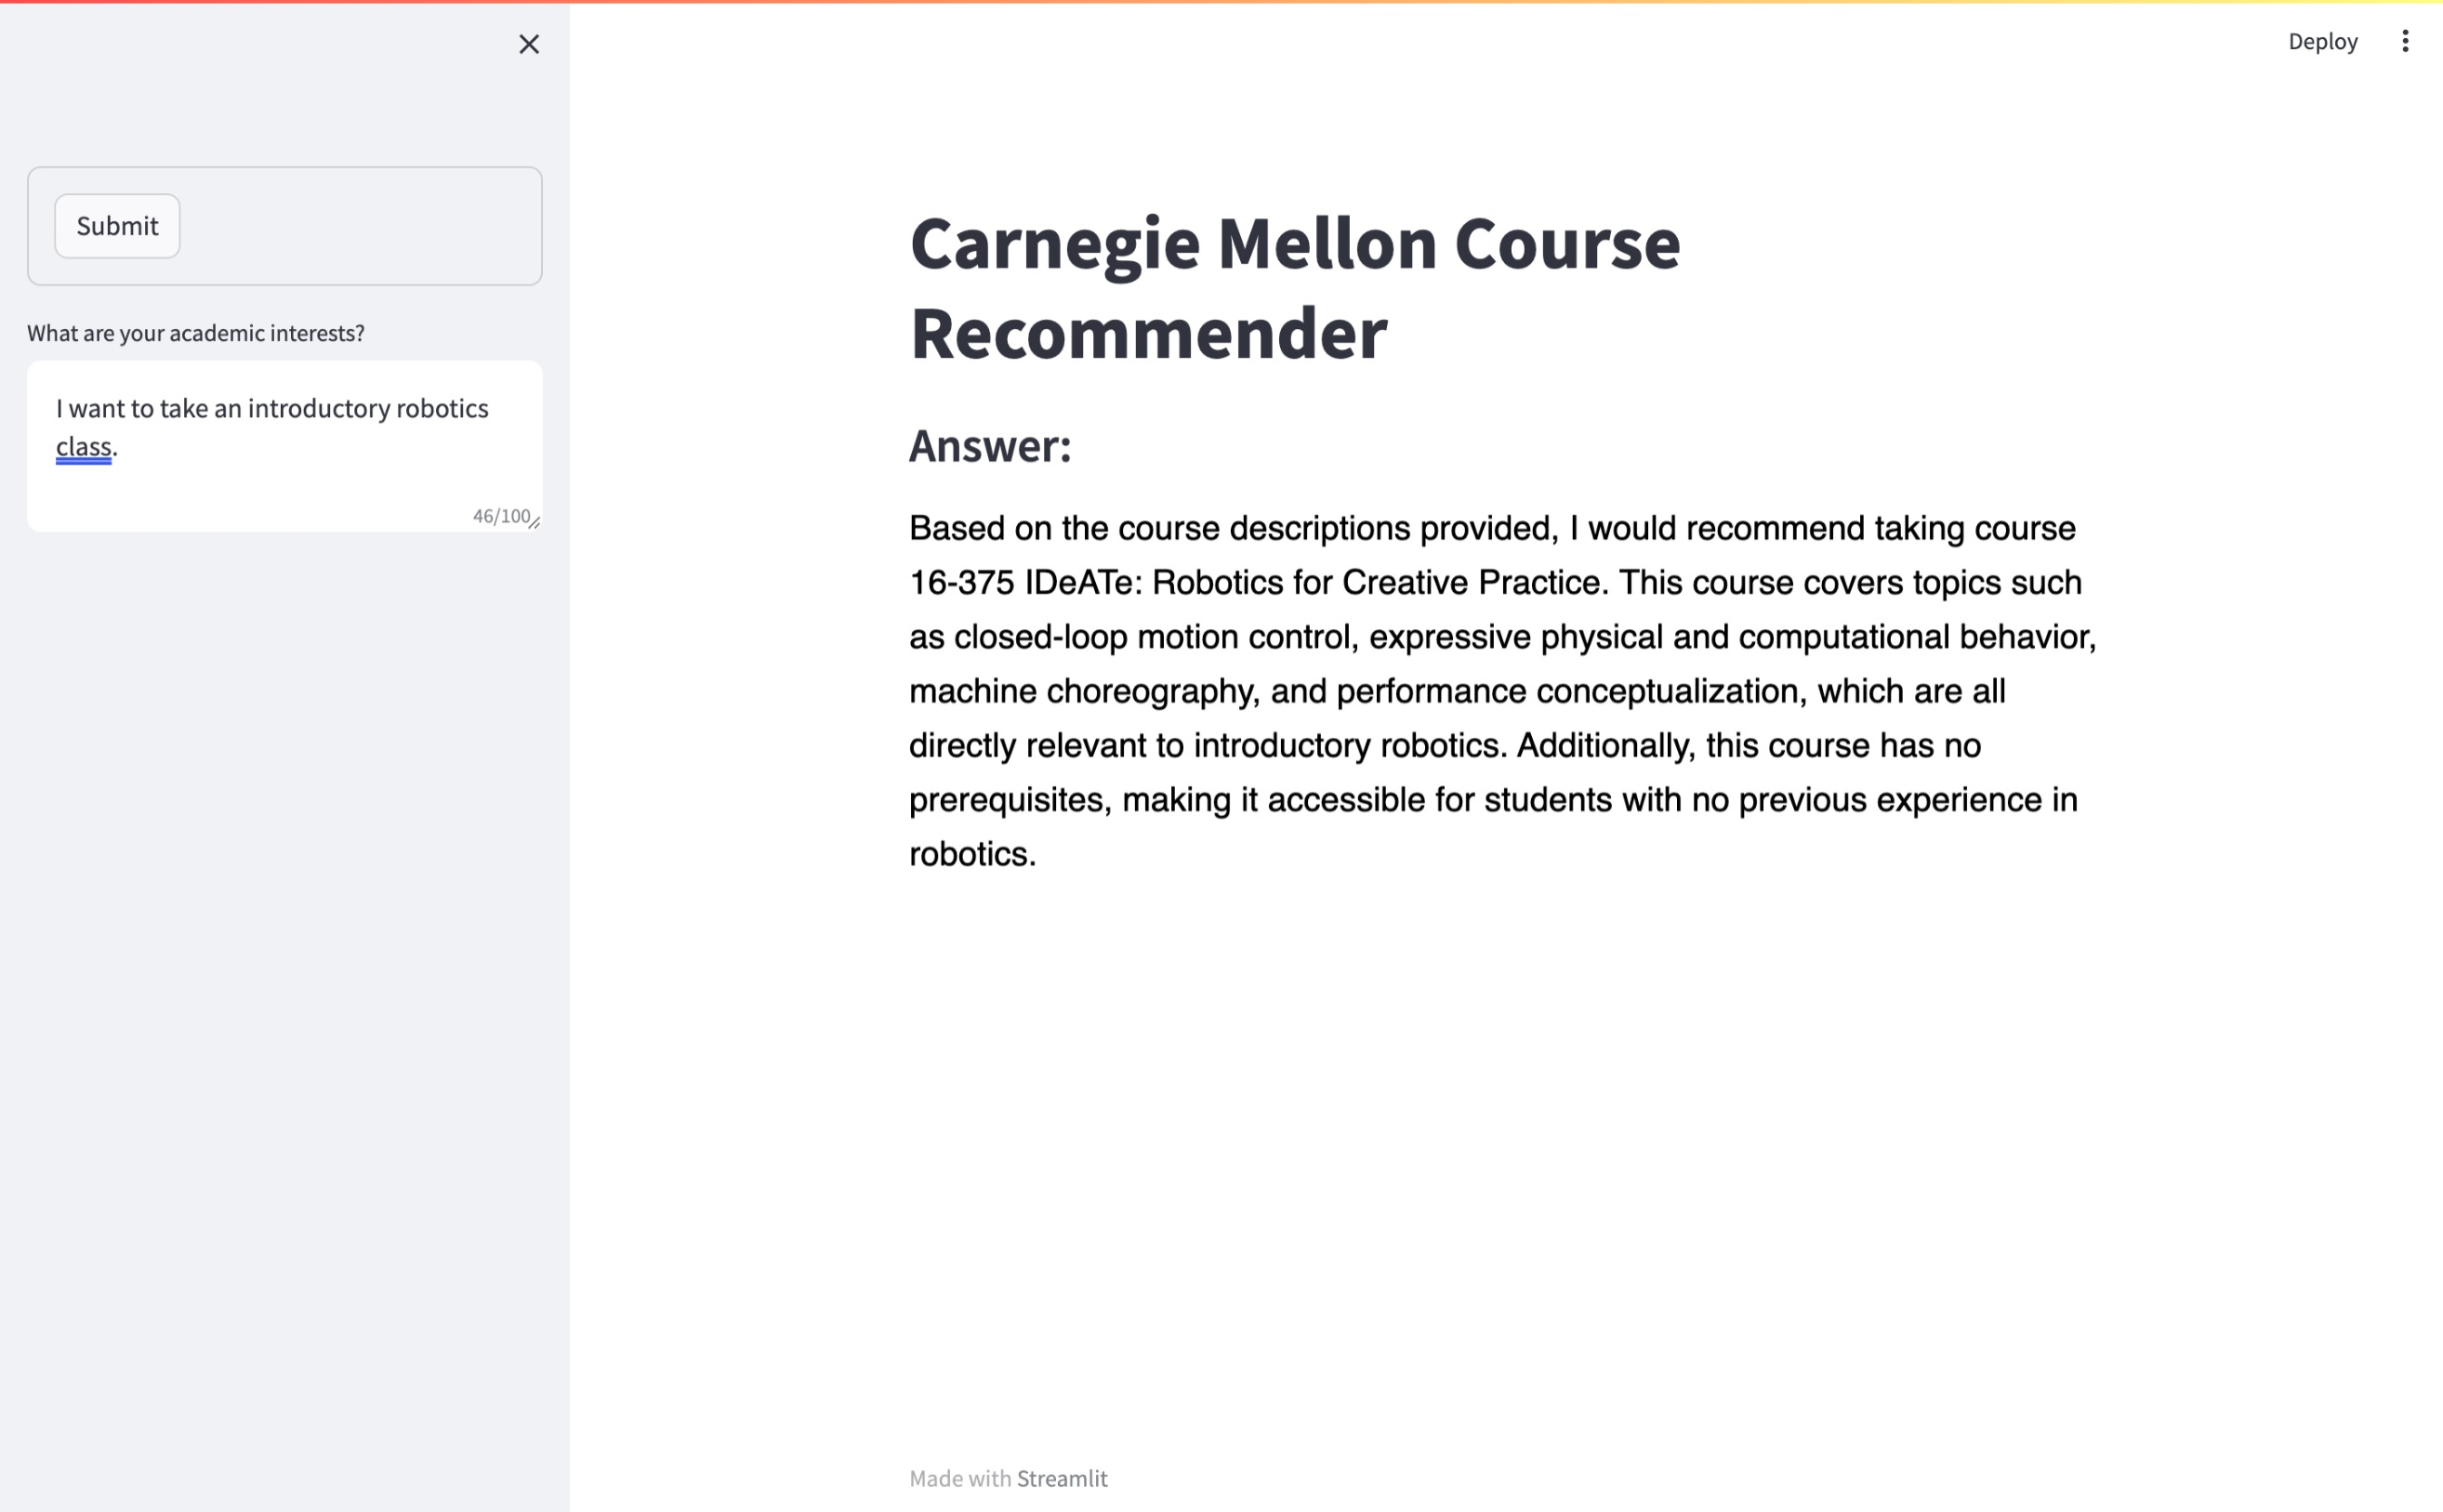 Deploy
Submit
What are your academic interests?
I want to take an introductory robotics
class.
46/100
Carnegie Mellon Course
Recommender
Answer:
Based on the course descriptions provided, I would recommend taking course
16-375 IDeATe: Robotics for Creative Practice. This course covers topics such
as closed-loop motion control, expressive physical and computational behavior,
machine choreography, and performance conceptualization, which are all
directly relevant to introductory robotics. Additionally, this course has no
prerequisites, making it accessible for students with no previous experience in
robotics.
Made with Streamlit